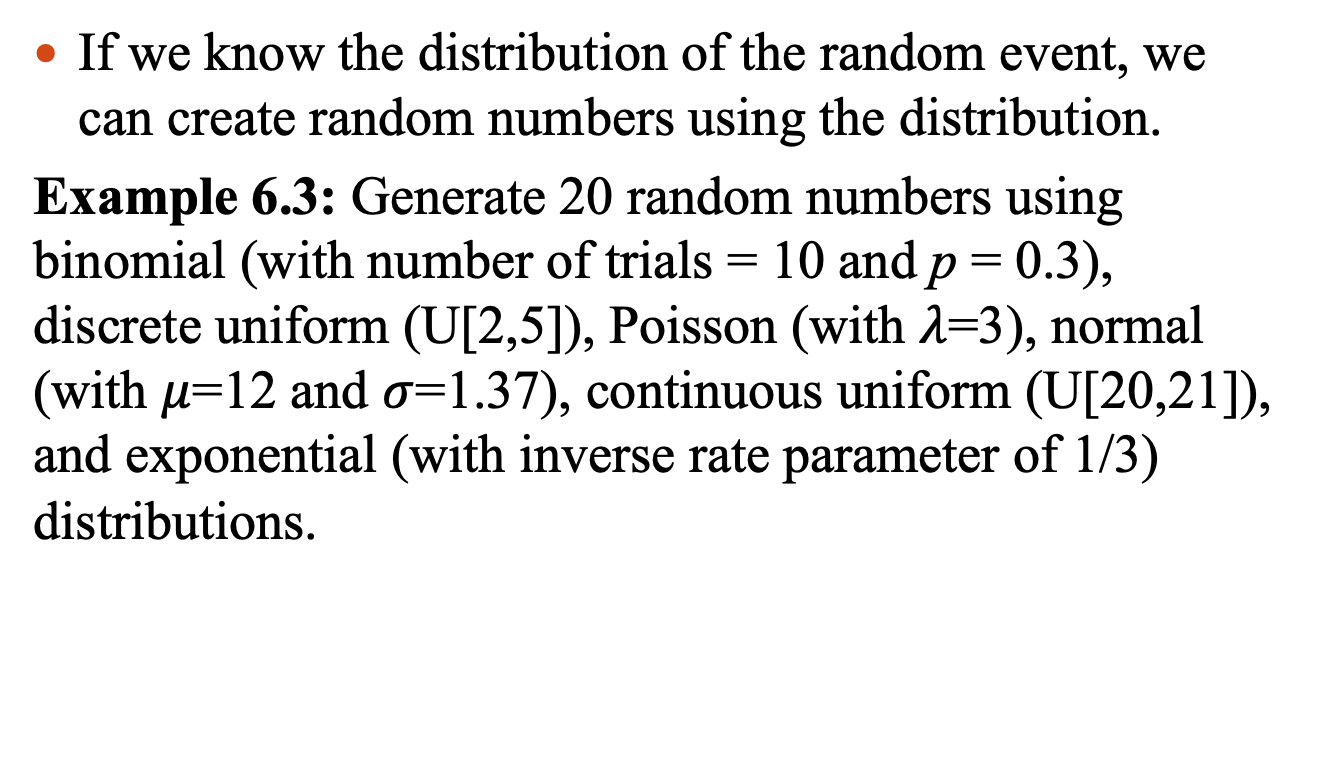 • If we know the distribution of the random event, we
can create random numbers using the distribution.
Example 6.3: Generate 20 random numbers using
binomial (with number of trials = 10 and p = 0.3),
discrete uniform (U[2,5]), Poisson (with λ=3), normal
(with μ=12 and σ=1.37), continuous uniform (U[20,21]),
and exponential (with inverse rate parameter of 1/3)
distributions.